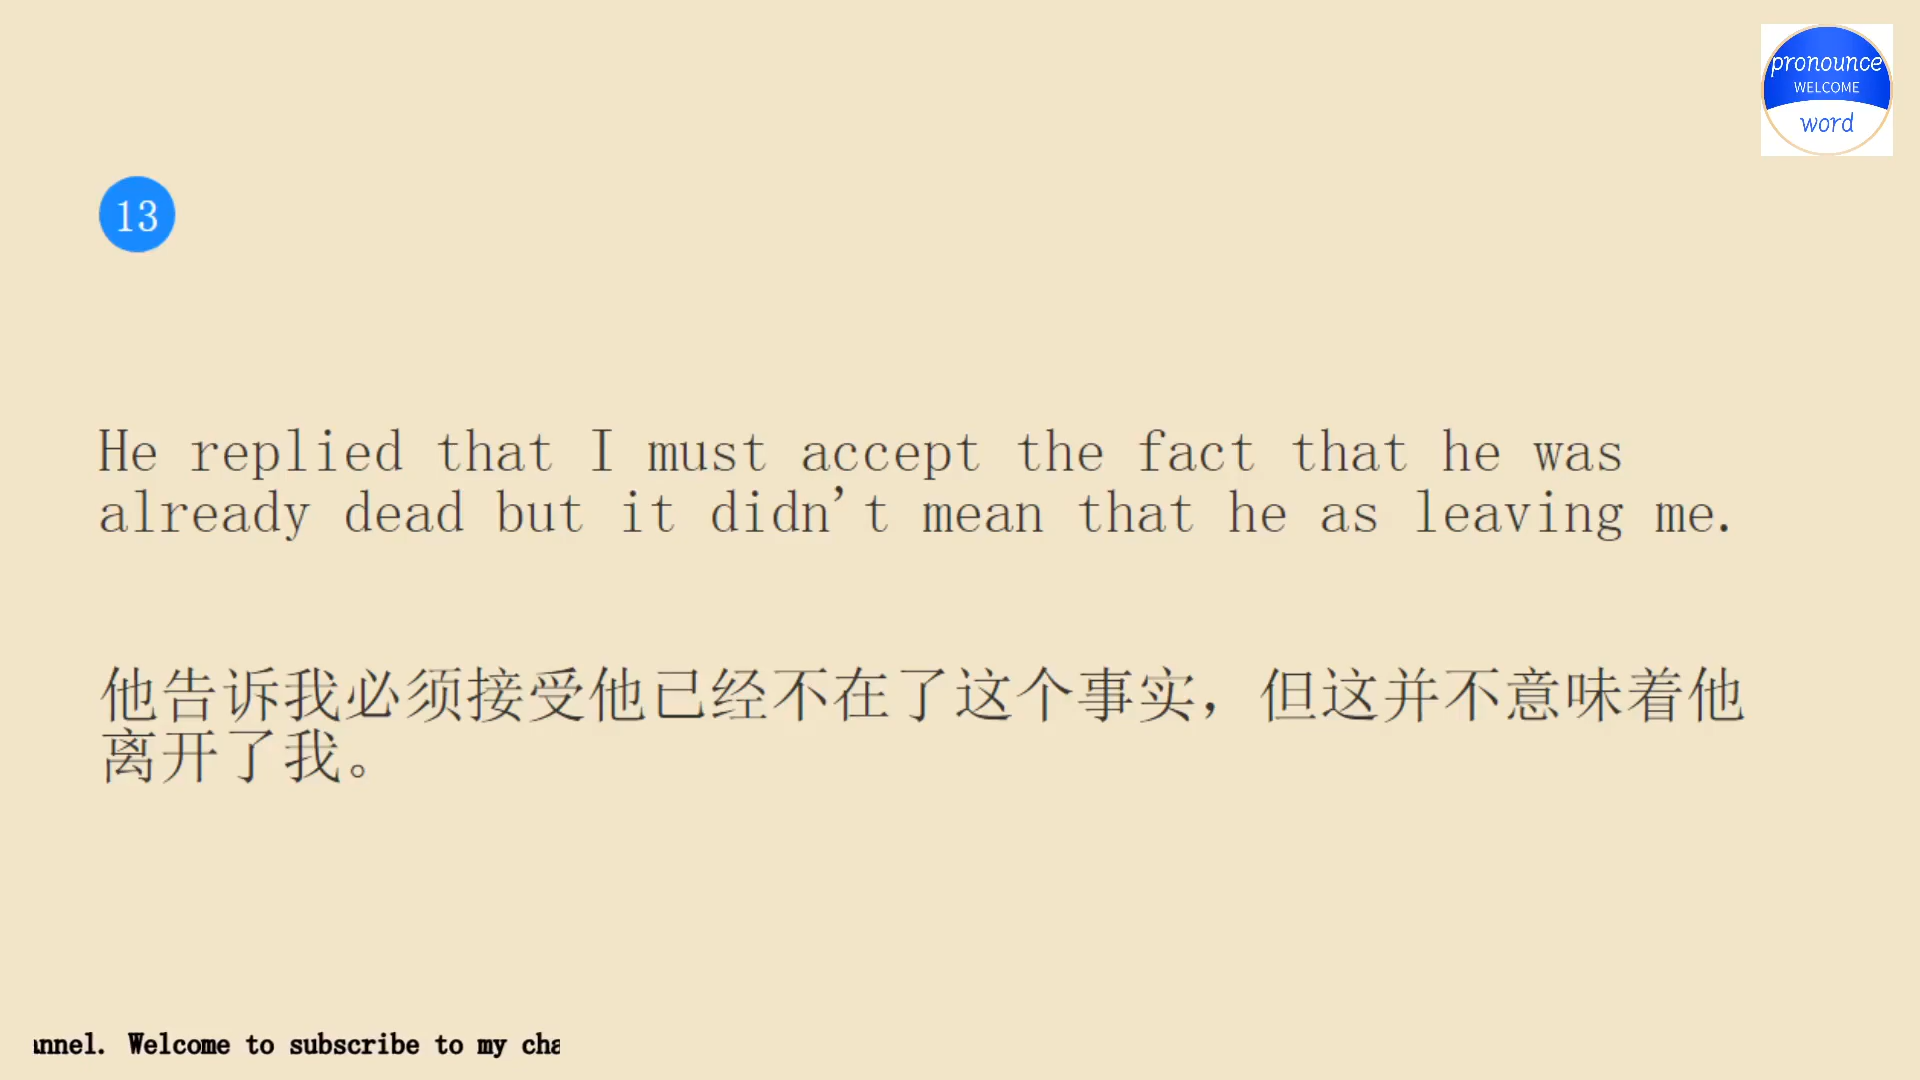 pronounce
WELCOME
word
13
He replied that I must accept the fact that he was
already dead but it didn't mean that he as leaving me.
他告诉我必须接受他已经不在了这个事实，但这并不意味着他
离开了我。
annel. Welcome to subscribe to my cha